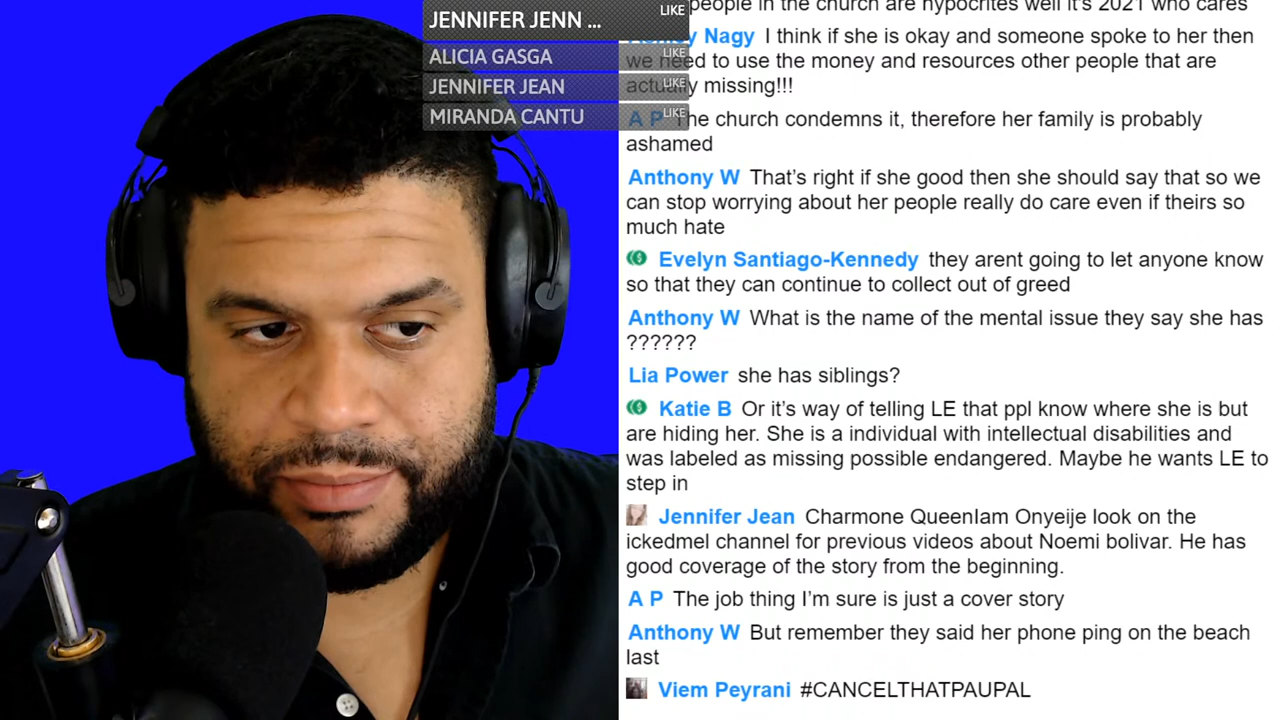 JENNIFER JENN ... LIKE
ALICIA GASGA LIKE
JENNIFER JEAN LIKE
MIRANDA CANTU LIKE
people in the church are hypocrites well it's 2021 who cares
Nagy I think if she is okay and someone spoke to her then
we need to use the money and resources other people that are
actually missing!!!
A P The church condemns it, therefore her family is probably
ashamed
Anthony W That's right if she good then she should say that so we
can stop worrying about her people really do care even if theirs so
much hate
Evelyn Santiago-Kennedy they arent going to let anyone know
so that they can continue to collect out of greed
Anthony W What is the name of the mental issue they say she has
??????
Lia Power she has siblings?
Katie B Or it's way of telling LE that ppl know where she is but
are hiding her. She is a individual with intellectual disabilities and
was labeled as missing possible endangered. Maybe he wants LE to
step in
Jennifer Jean Charmone QueenIam Onyeije look on the
ickedmel channel for previous videos about Noemi bolivar. He has
good coverage of the story from the beginning.
A P The job thing I'm sure is just a cover story
Anthony W But remember they said her phone ping on the beach
last
Viem Peyrani #CANCELTHATPAUPAL